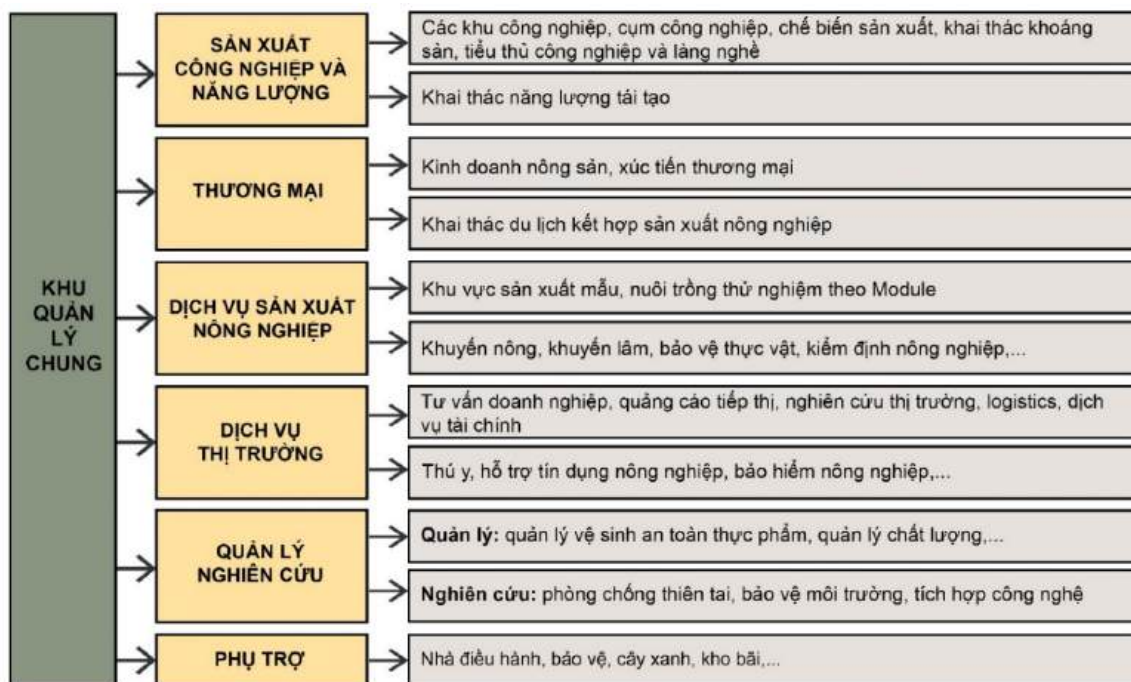 KHU
QUẢN
LÝ
CHUNG
SẢN XUẤT
CÔNG NGHIỆP VÀ
NĂNG LƯỢNG
Các khu công nghiệp, cụm công nghiệp, chế biến sản xuất, khai thác khoáng
sản, tiểu thủ công nghiệp và làng nghề
Khai thác năng lượng tái tạo
THƯƠNG MẠI
Kinh doanh nông sản, xúc tiến thương mại
Khai thác du lịch kết hợp sản xuất nông nghiệp
DỊCH VỤ SẢN XUẤT
NÔNG NGHIỆP
Khu vực sản xuất mẫu, nuôi trồng thử nghiệm theo Module
Khuyến nông, khuyến lâm, bảo vệ thực vật, kiểm định nông nghiệp,...
DỊCH VỤ
THỊ TRƯỜNG
Tư vấn doanh nghiệp, quảng cáo tiếp thị, nghiên cứu thị trường, logistics, dịch
vụ tài chính
Thú y, hỗ trợ tín dụng nông nghiệp, bảo hiểm nông nghiệp,...
QUẢN LÝ
NGHIÊN CỨU
Quản lý: quản lý vệ sinh an toàn thực phẩm, quản lý chất lượng,...
Nghiên cứu: phòng chống thiên tai, bảo vệ môi trường, tích hợp công nghệ
PHỤ TRỢ
Nhà điều hành, bảo vệ, cây xanh, kho bãi,...